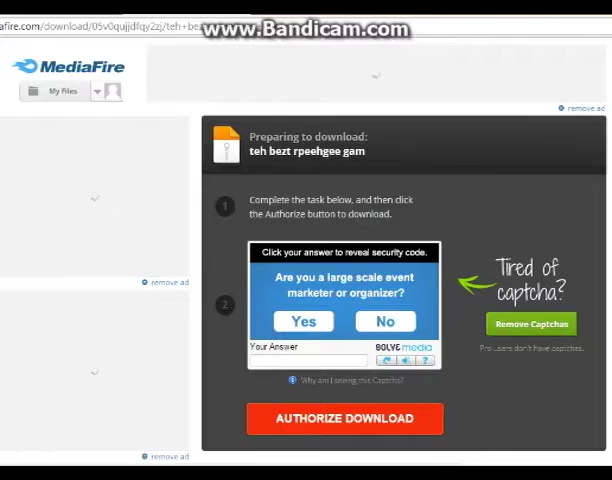 afire.com/download/05v0qujjdfqy2zj/teh+bez
www.Bandicam.com
MediaFire
My Files
remove ad
Preparing to download:
teh bezt rpeehgee gam
1
Complete the task below, and then click
the Authorize button to download.
remove ad
2
Click your answer to reveal security code.
Are you a large scale event
marketer or organizer?
Yes
No
Your Answer
SOLVE media
?
Why am I seeing this Captcha?
Tired of
captcha?
Remove Captchas
Pro users don't have captchas.
AUTHORIZE DOWNLOAD
remove ad